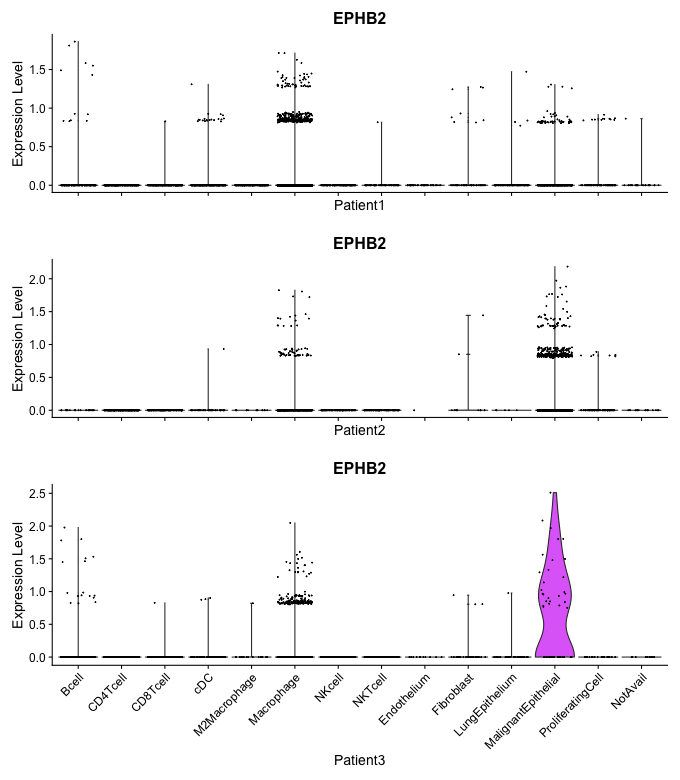 EPHB2
Expression Level
1.5
1.0
0.5
0.0
Patient1
EPHB2
Expression Level
2.0
1.5
1.0
0.5
0.0
Patient2
EPHB2
Expression Level
2.5
2.0
1.5
1.0
0.5
0.0
Bcell
CD4Tcell
CD8Tcell
cDC
M2Macrophage
Macrophage
NKcell
NKTcell
Endothelium
Fibroblast
LungEpithelium
MalignantEpithelial
ProliferatingCell
NotAvail
Patient3